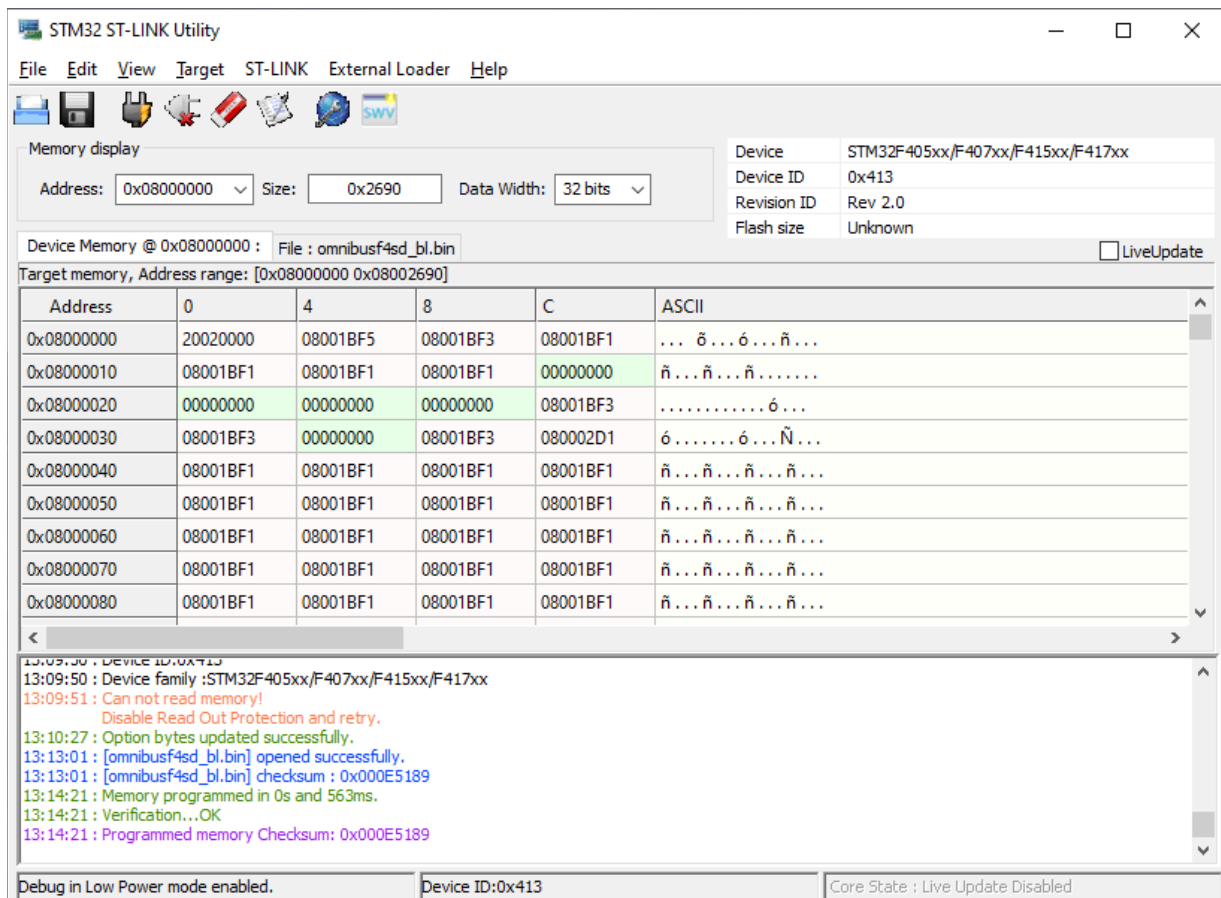 STM32 ST-LINK Utility
File Edit View Target ST-LINK External Loader Help
SWV
Memory display
Address: 0x08000000 Size: 0x2690 Data Width: 32 bits
Device STM32F405xx/F407xx/F415xx/F417xx
Device ID 0x413
Revision ID Rev 2.0
Flash size Unknown
Device Memory @ 0x08000000 : File : omnibusf4sd_bl.bin LiveUpdate
Target memory, Address range: [0x08000000 0x08002690]
Address 0 4 8 C ASCII
0x08000000 20020000 08001BF5 08001BF3 08001BF1 ... õ...ó...ñ...
0x08000010 08001BF1 08001BF1 08001BF1 00000000 ñ...ñ...ñ.......
0x08000020 00000000 00000000 00000000 08001BF3 ............ó...
0x08000030 08001BF3 00000000 08001BF3 080002D1 ó.......ó...Ñ...
0x08000040 08001BF1 08001BF1 08001BF1 08001BF1 ñ...ñ...ñ...ñ...
0x08000050 08001BF1 08001BF1 08001BF1 08001BF1 ñ...ñ...ñ...ñ...
0x08000060 08001BF1 08001BF1 08001BF1 08001BF1 ñ...ñ...ñ...ñ...
0x08000070 08001BF1 08001BF1 08001BF1 08001BF1 ñ...ñ...ñ...ñ...
0x08000080 08001BF1 08001BF1 08001BF1 08001BF1 ñ...ñ...ñ...ñ...
13:09:50 : Device ID:0x413
13:09:50 : Device family :STM32F405xx/F407xx/F415xx/F417xx
13:09:51 : Can not read memory!
Disable Read Out Protection and retry.
13:10:27 : Option bytes updated successfully.
13:13:01 : [omnibusf4sd_bl.bin] opened successfully.
13:13:01 : [omnibusf4sd_bl.bin] checksum : 0x000E5189
13:14:21 : Memory programmed in 0s and 563ms.
13:14:21 : Verification...OK
13:14:21 : Programmed memory Checksum: 0x000E5189
Debug in Low Power mode enabled. Device ID:0x413 Core State : Live Update Disabled